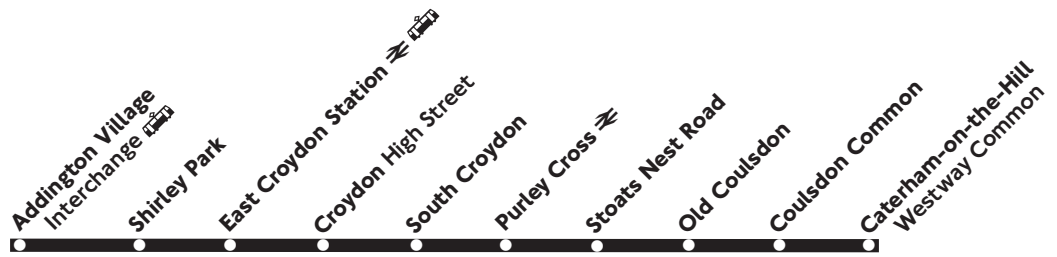 Addington Village
Interchange
Shirley Park
East Croydon Station
Croydon High Street
South Croydon
Purley Cross
Stoats Nest Road
Old Coulsdon
Coulsdon Common
Caterham-on-the-Hill
Westway Common